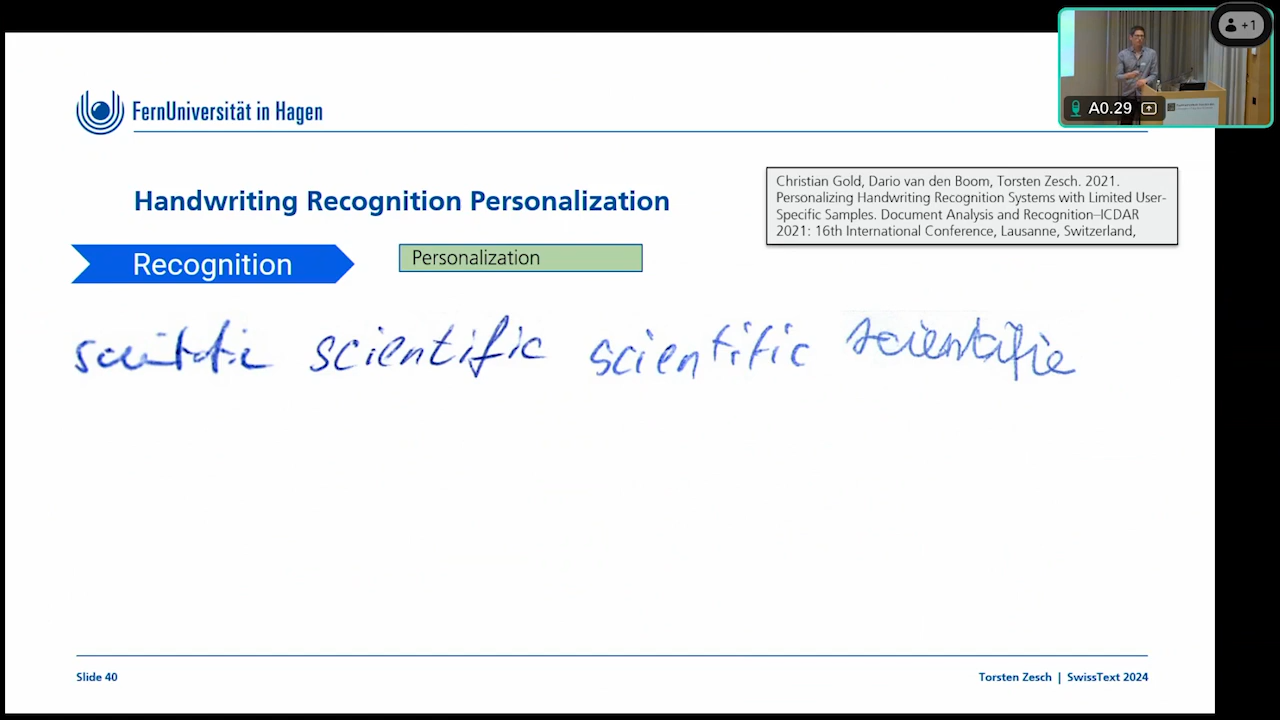 +1
A0.29
FernUniversität in Hagen
Handwriting Recognition Personalization
Christian Gold, Dario van den Boom, Torsten Zesch. 2021.
Personalizing Handwriting Recognition Systems with Limited User-
Specific Samples. Document Analysis and Recognition–ICDAR
2021: 16th International Conference, Lausanne, Switzerland,
Recognition
Personalization
scientific scientific scientific scientific
Slide 40
Torsten Zesch | SwissText 2024